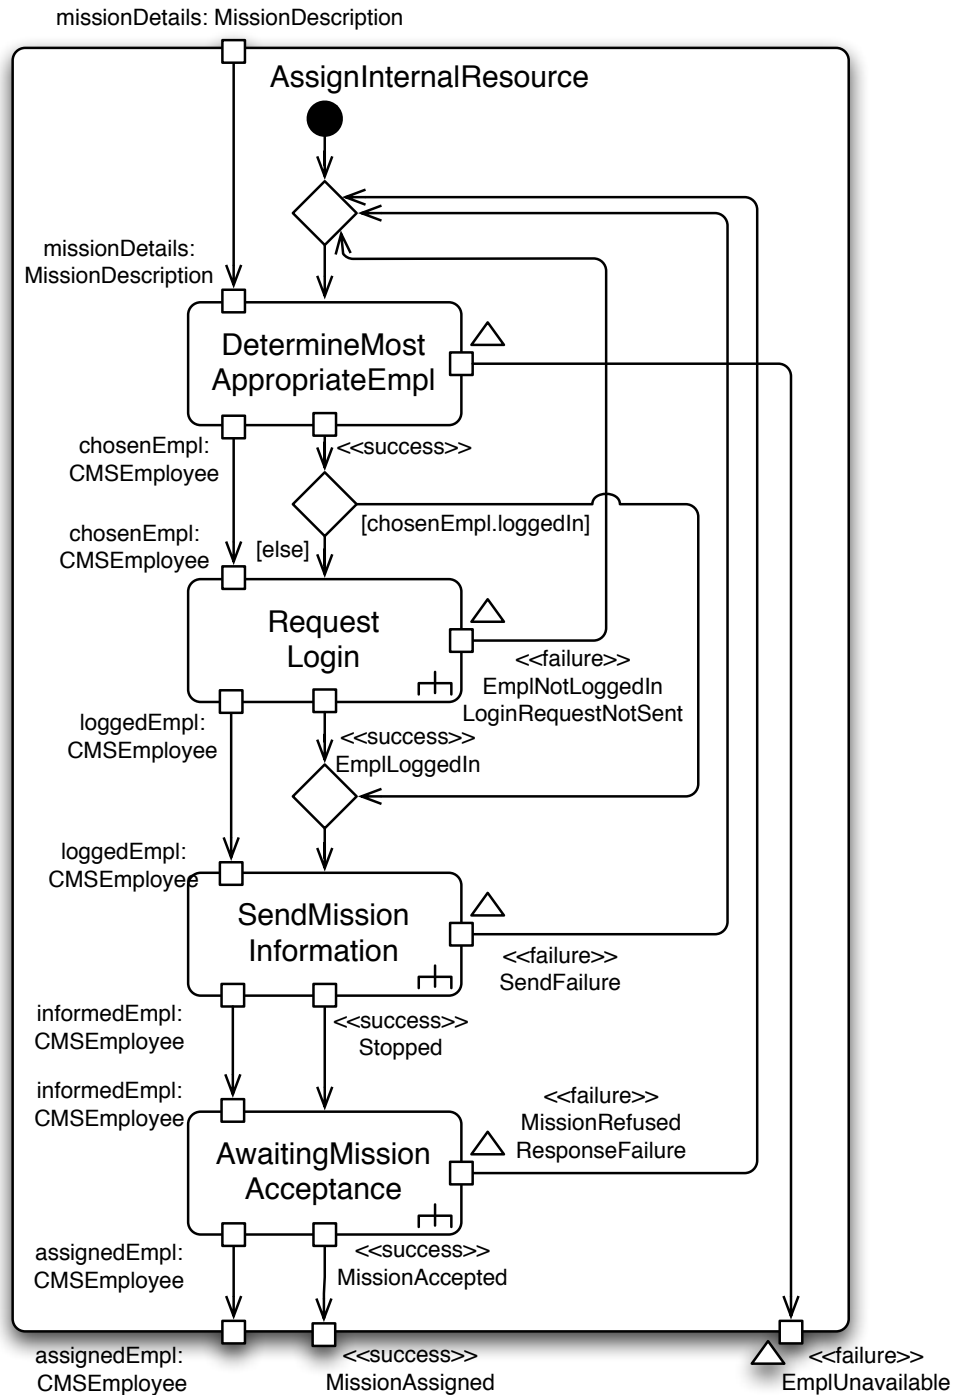 missionDetails: MissionDescription
AssignInternalResource
missionDetails:
MissionDescription
DetermineMost
AppropriateEmpl
chosenEmpl:
CMSEmployee
<<success>>
chosenEmpl:
CMSEmployee
[chosenEmpl.loggedIn]
[else]
Request
Login
<<failure>>
EmplNotLoggedIn
LoginRequestNotSent
loggedEmpl:
CMSEmployee
<<success>>
EmplLoggedIn
loggedEmpl:
CMSEmployee
SendMission
Information
<<failure>>
SendFailure
informedEmpl:
CMSEmployee
<<success>>
Stopped
informedEmpl:
CMSEmployee
<<failure>>
MissionRefused
ResponseFailure
AwaitingMission
Acceptance
assignedEmpl:
CMSEmployee
<<success>>
MissionAccepted
assignedEmpl:
CMSEmployee
<<success>>
MissionAssigned
<<failure>>
EmplUnavailable